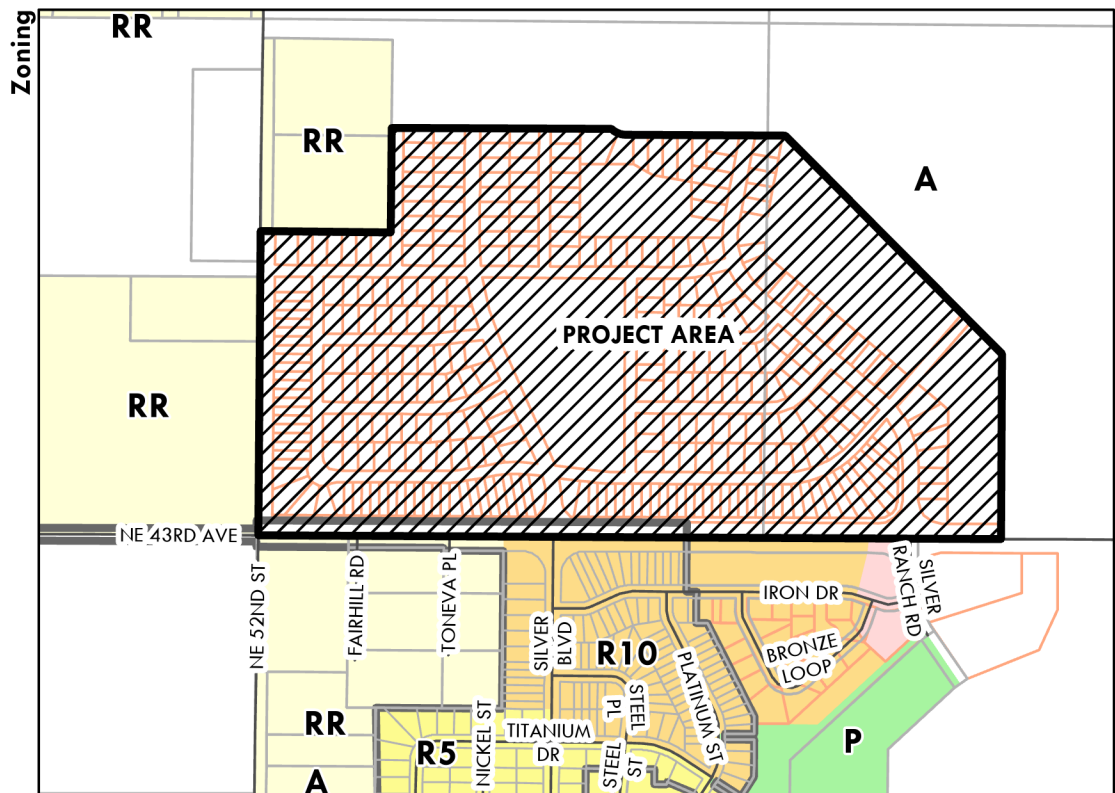 Zoning
RR
RR
A
PROJECT AREA
RR
NE 43RD AVE
NE 52ND ST
FAIRHILL RD
TONEVA PL
SILVER
BLVD
R10
IRON DR
SILVER
RANCH RD
BRONZE
LOOP
PLATINUM ST
STEEL
PL
RR
R5
NICKEL ST
TITANIUM
DR
STEEL
ST
P
A